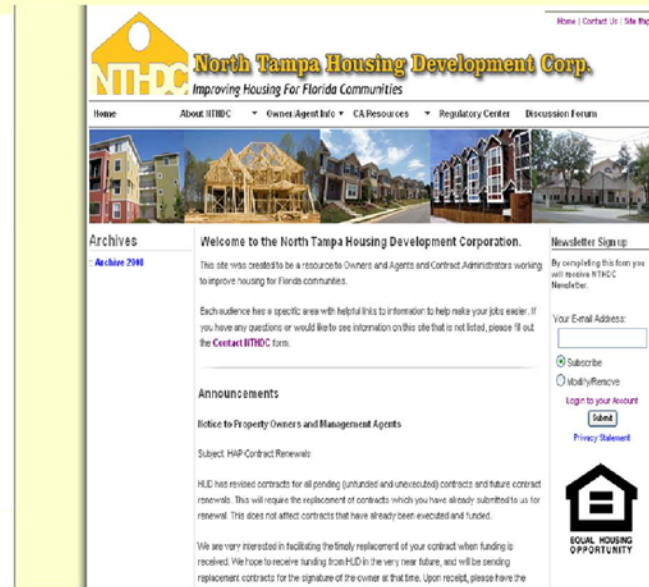 Home | Contact Us | Site Map
NTHDC
North Tampa Housing Development Corp.
Improving Housing For Florida Communities
Home About NTHDC Owner/Agent Info CA Resources Regulatory Center Discussion Forum
Archives
:: Archive 2008
Welcome to the North Tampa Housing Development Corporation.
This site was created to be a resource to Owners and Agents and Contract Administrators working
to improve housing for Florida communities.
Each audience has a specific area with helpful links to information to help make your jobs easier. If
you have any questions or would like to see information on this site that is not listed, please fill out
the Contact NTHDC form.
Announcements
Notice to Property Owners and Management Agents
Subject: HAP Contract Renewals
HUD has revised contracts for all pending (unfunded and unexecuted) contracts and future contract
renewals. This will require the replacement of contracts which you have already submitted to us for
renewal. This does not affect contracts that have already been executed and funded.
We are very interested in facilitating the timely replacement of your contract when funding is
received. We hope to receive funding from HUD in the very near future, and will be sending
replacement contracts for the signature of the owner at that time. Upon receipt, please have the
Newsletter Sign up
By completing this form you
will receive NTHDC
Newsletter.
Your E-mail Address:
Subscribe
Modify/Remove
Login to your Account
Submit
Privacy Statement
EQUAL HOUSING
OPPORTUNITY